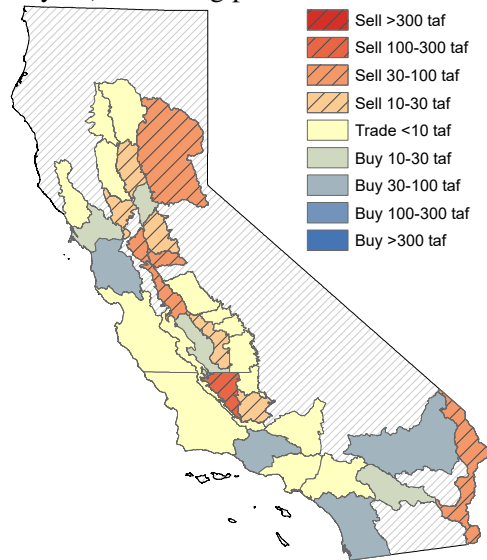 Sell >300 taf
Sell 100-300 taf
Sell 30-100 taf
Sell 10-30 taf
Trade <10 taf
Buy 10-30 taf
Buy 30-100 taf
Buy 100-300 taf
Buy >300 taf